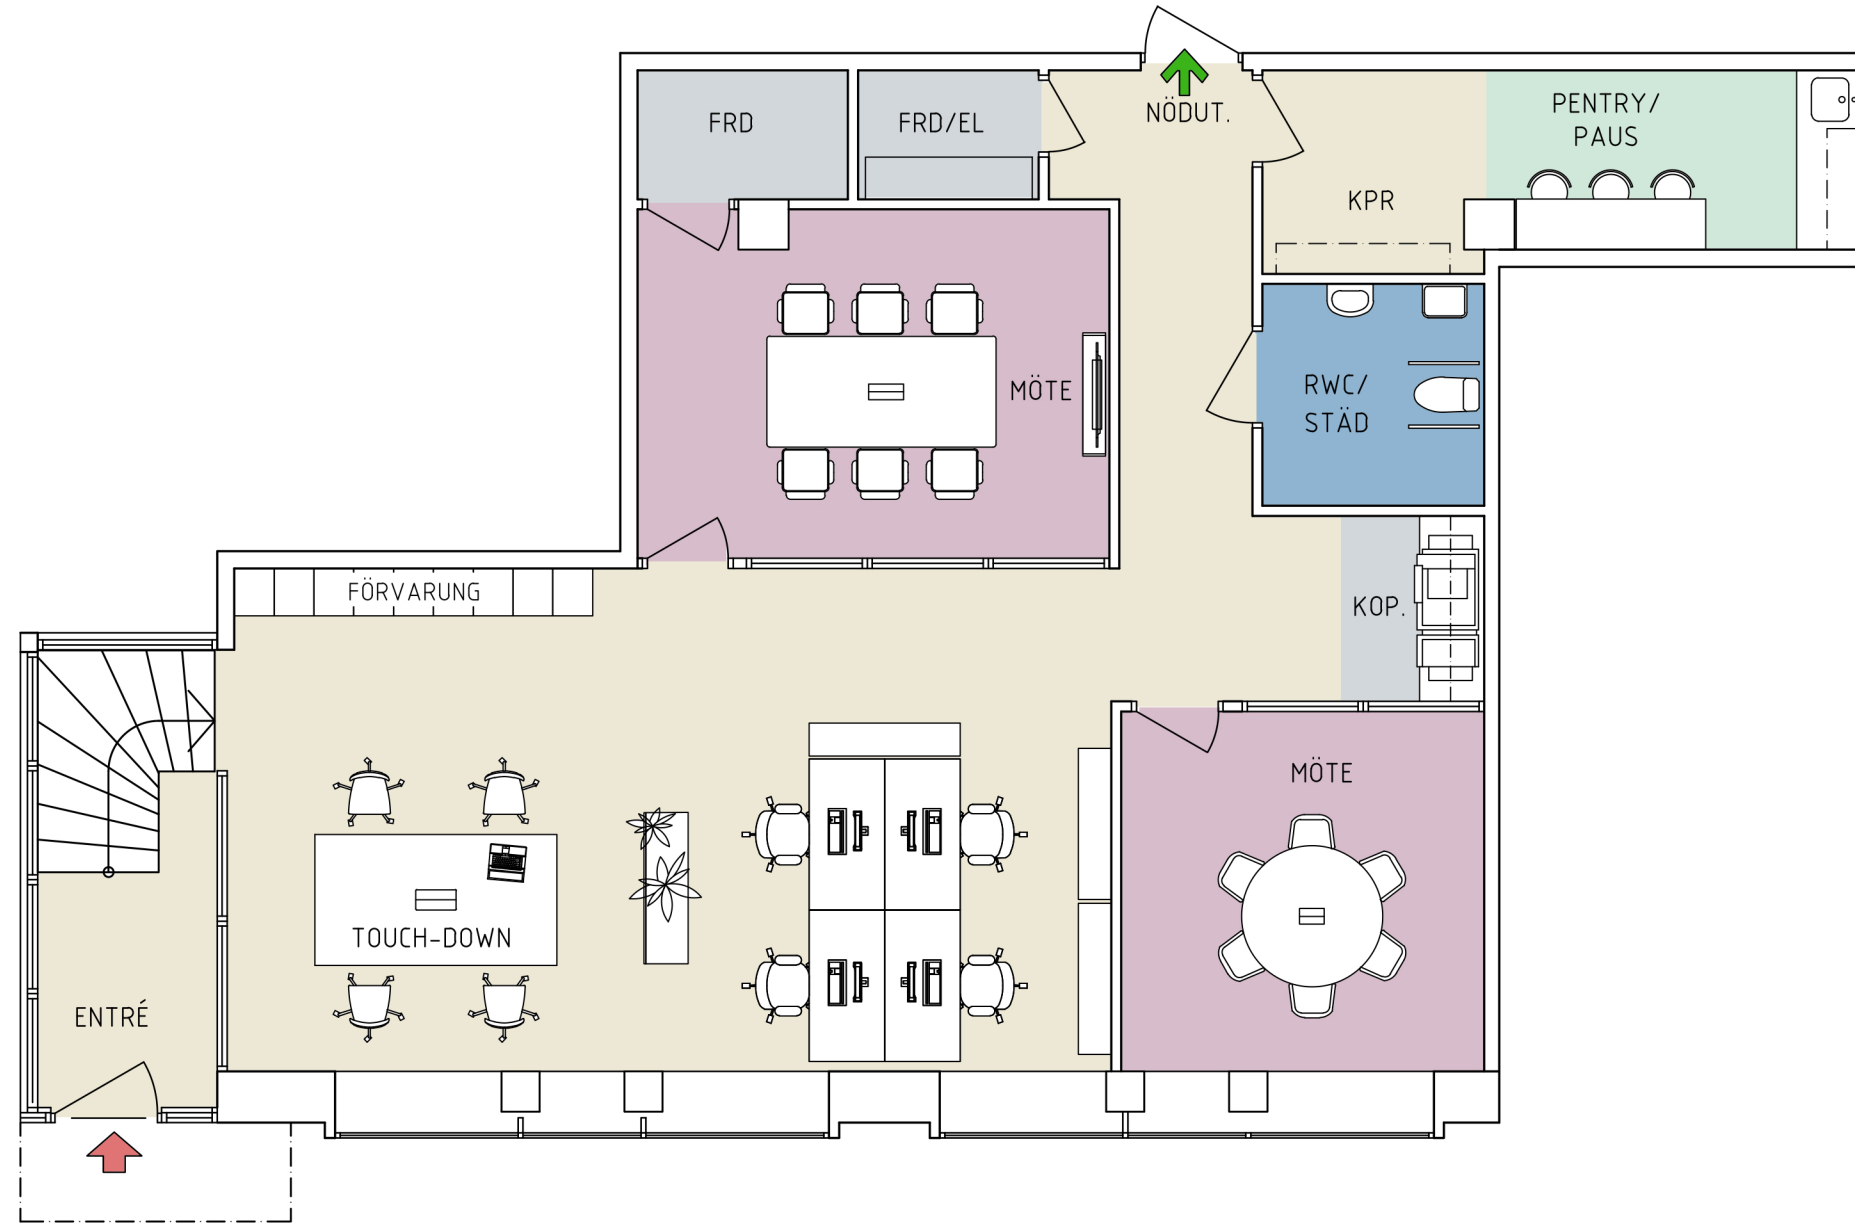 FRD
FRD/EL
NÖDUT.
PENTRY/
PAUS
KPR
MÖTE
RWC/
STÄD
FÖRVARUNG
KOP.
MÖTE
TOUCH-DOWN
ENTRÉ